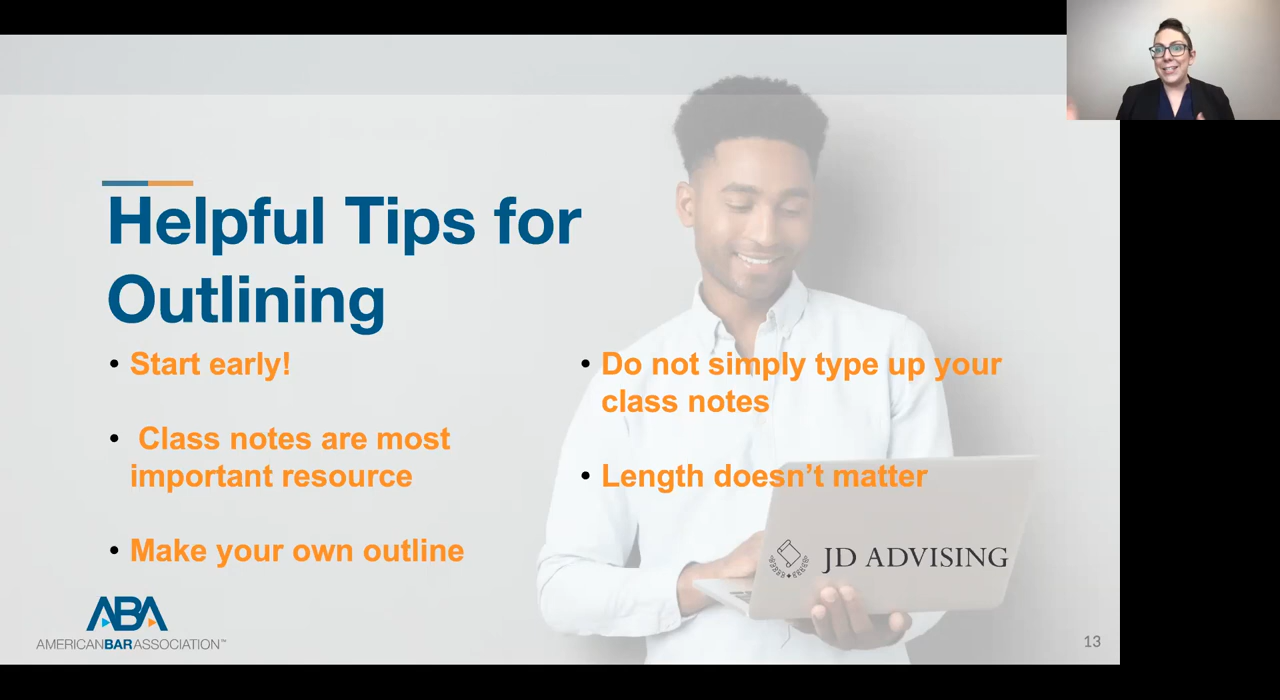 Helpful Tips for
Outlining
• Start early!
• Class notes are most
important resource
• Make your own outline
• Do not simply type up your
class notes
• Length doesn’t matter
JD ADVISING
ABA
AMERICANBARASSOCIATION™
13